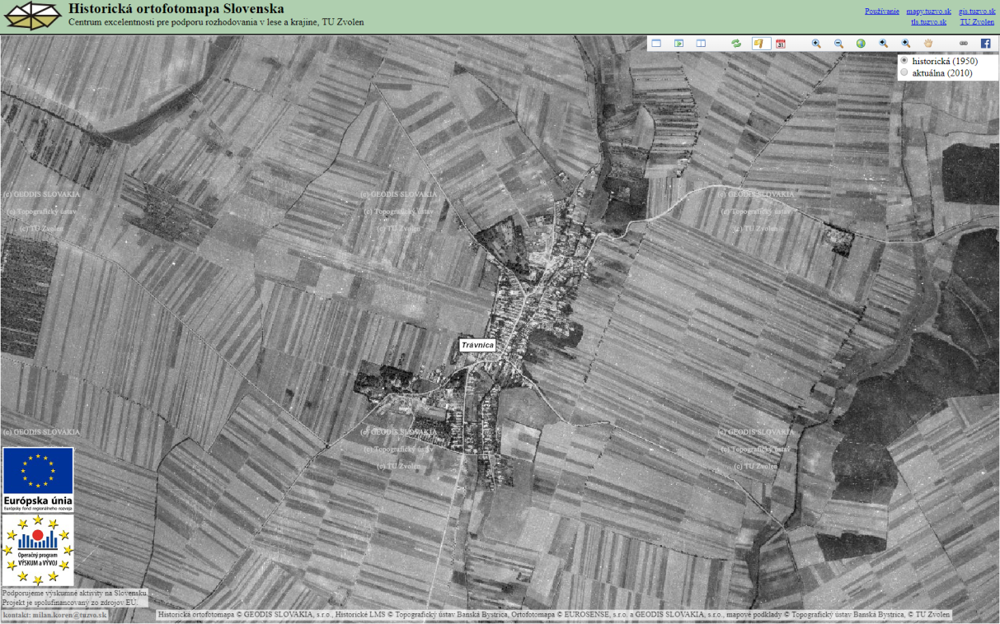 Historická ortofotomapa Slovenska
Centrum excelentnosti pre podporu rozhodovania v lese a krajine, TU Zvolen
Používanie mapy.tuzvo.sk gis.tuzvo.sk
tls.tuzvo.sk TU Zvolen
31
historická (1950)
aktuálna (2010)
(c) GEODIS SLOVAKIA (c) GEODIS SLOVAKIA (c) GEODIS SLOVAKIA
(c) Topografický ústav (c) Topografický ústav (c) Topografický ústav
(c) TU Zvolen (c) TU Zvolen (c) TU Zvolen
Trávnica
(c) GEODIS SLOVAKIA (c) GEODIS SLOVAKIA (c) GEODIS SLOVAKIA
(c) Topografický ústav (c) Topografický ústav
(c) TU Zvolen (c) TU Zvolen
Európska únia
Európsky fond regionálneho rozvoja
Operačný program
VÝSKUM a VÝVOJ
Podporujeme výskumné aktivity na Slovensku.
Projekt je spolufinancovaný zo zdrojov EÚ.
kontakt: milan.koren@tuzvo.sk
Historická ortofotomapa © GEODIS SLOVAKIA, s.r.o., Historické LMS © Topografický ústav Banská Bystrica, Ortofotomapa © EUROSENSE, s.r.o. a GEODIS SLOVAKIA, s.r.o., mapové podklady © Topografický ústav Banská Bystrica, © TU Zvolen